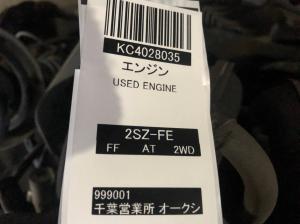 KC4028035
エンジン
USED ENGINE
2SZ-FE
FF AT 2WD
999001
千葉営業所 オークシ